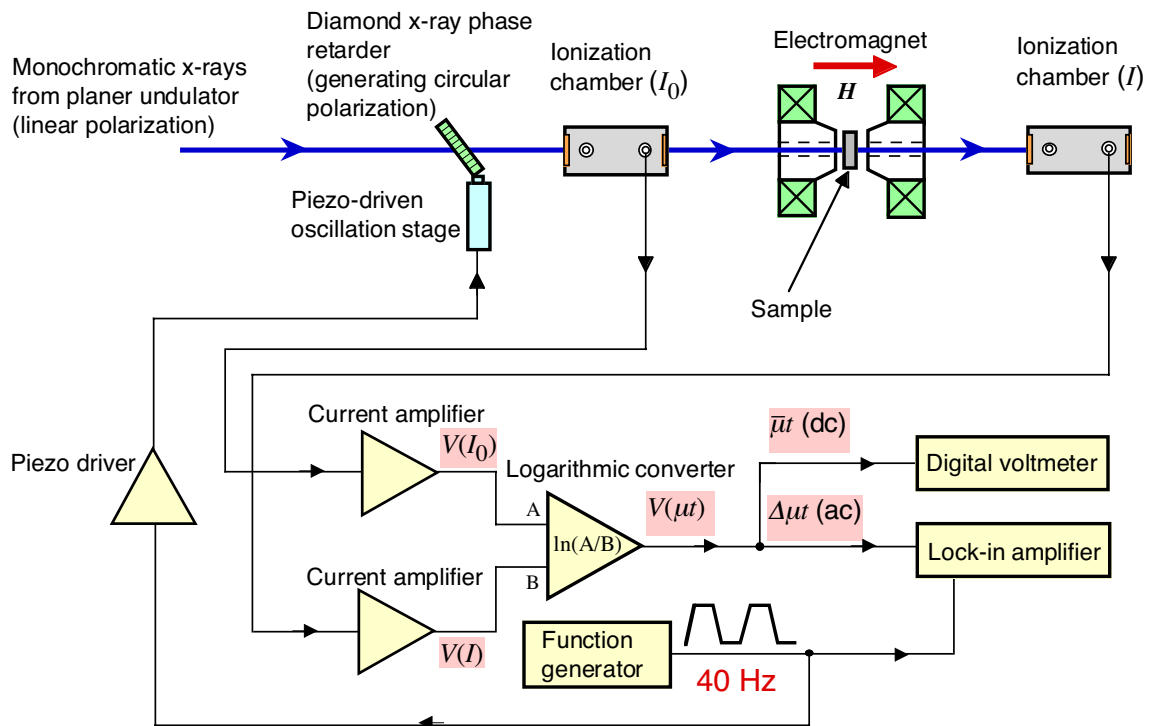 Monochromatic x-rays
from planer undulator
(linear polarization)
Diamond x-ray phase
retarder
(generating circular
polarization)
Ionization
chamber (I₀)
Electromagnet
H
Ionization
chamber (I)
Piezo-driven
oscillation stage
Sample
Current amplifier
V(I₀)
Logarithmic converter
μ̄t (dc)
Digital voltmeter
Piezo driver
A
ln(A/B)
B
V(μt)
Δμt (ac)
Lock-in amplifier
Current amplifier
V(I)
Function
generator
40 Hz